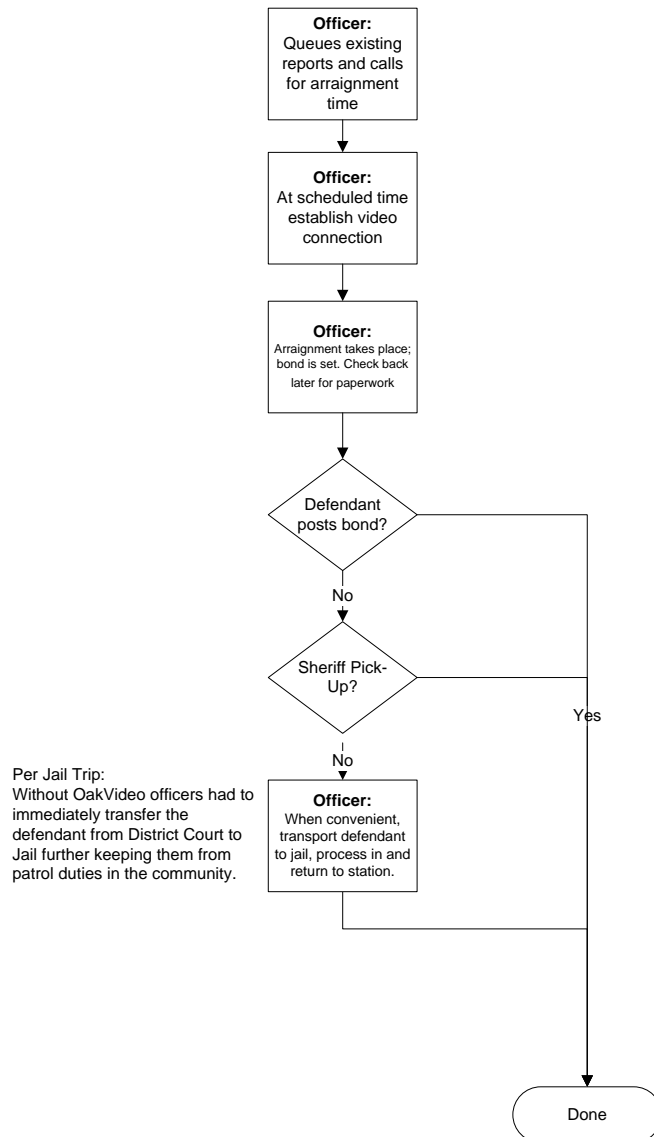 Officer:
Queues existing
reports and calls
for arraignment
time
Officer:
At scheduled time
establish video
connection
Officer:
Arraignment takes place;
bond is set. Check back
later for paperwork
Defendant
posts bond?
No
Sheriff Pick-
Up?
Yes
No
Per Jail Trip:
Without OakVideo officers had to
immediately transfer the
defendant from District Court to
Jail further keeping them from
patrol duties in the community.
Officer:
When convenient,
transport defendant
to jail, process in and
return to station.
Done